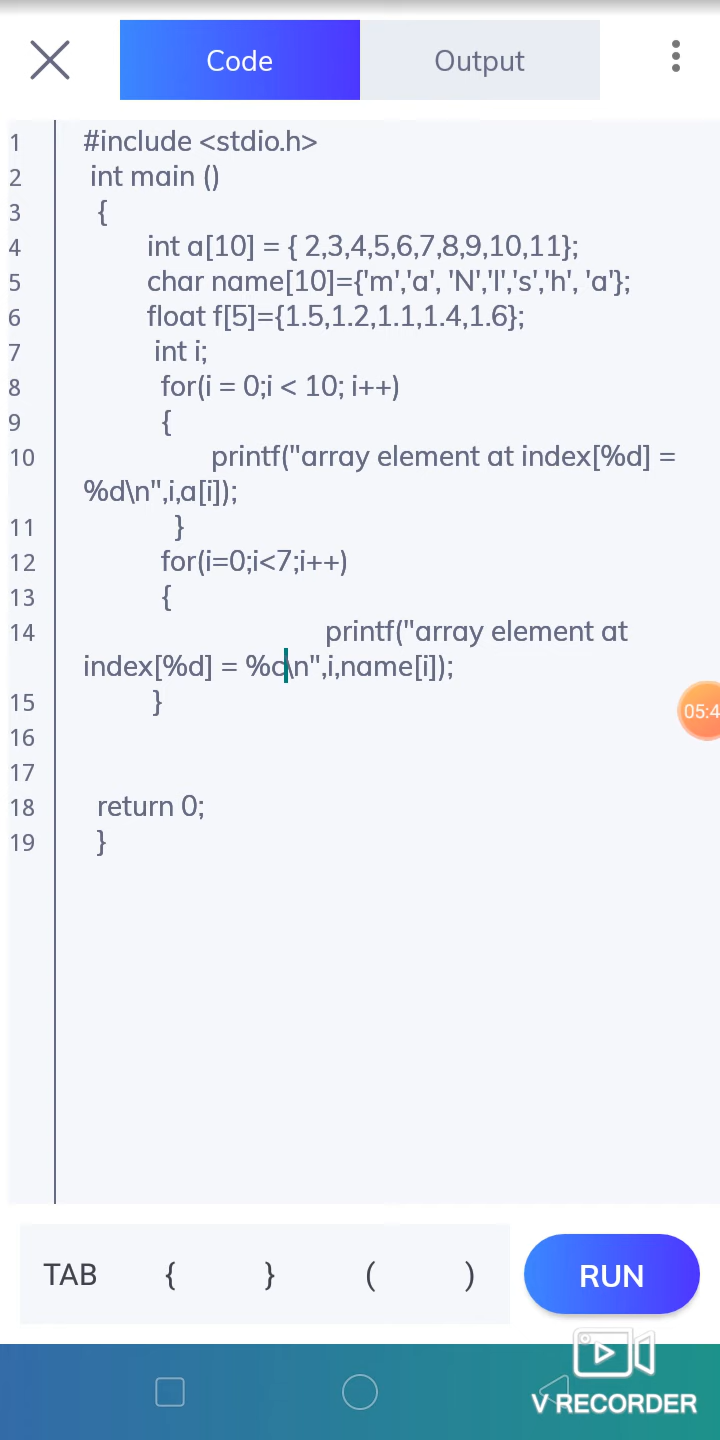 Code
Output
1 #include <stdio.h>
2 int main ()
3 {
4 int a[10] = { 2,3,4,5,6,7,8,9,10,11};
5 char name[10]={'m','a', 'N','I','s','h', 'a'};
6 float f[5]={1.5,1.2,1.1,1.4,1.6};
7 int i;
8 for(i = 0;i < 10; i++)
9 {
10 printf("array element at index[%d] =
%d\n",i,a[i]);
11 }
12 for(i=0;i<7;i++)
13 {
14 printf("array element at
index[%d] = %c\n",i,name[i]);
15 }
16
17
18 return 0;
19 }
05:4
TAB { } ( )
RUN
V RECORDER